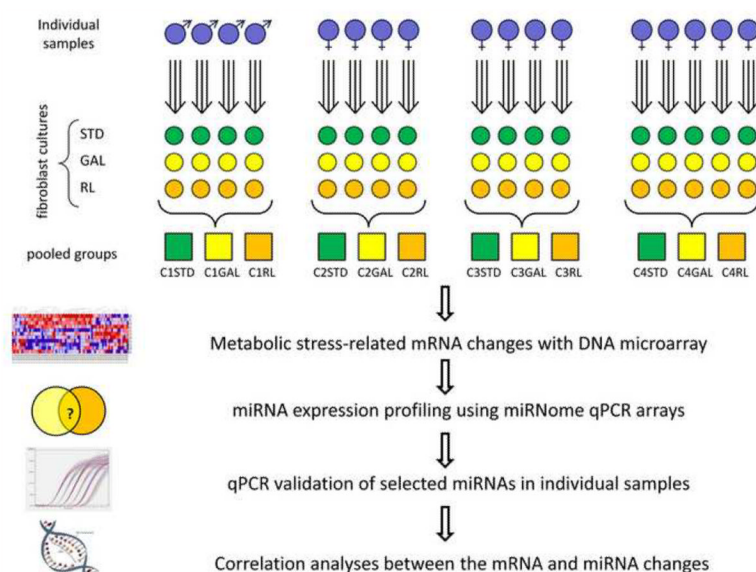 Individual
samples
fibroblast cultures
STD
GAL
RL
pooled groups
C1STD C1GAL C1RL C2STD C2GAL C2RL C3STD C3GAL C3RL C4STD C4GAL C4RL
Metabolic stress-related mRNA changes with DNA microarray
?
miRNA expression profiling using miRNome qPCR arrays
qPCR validation of selected miRNAs in individual samples
Correlation analyses between the mRNA and miRNA changes